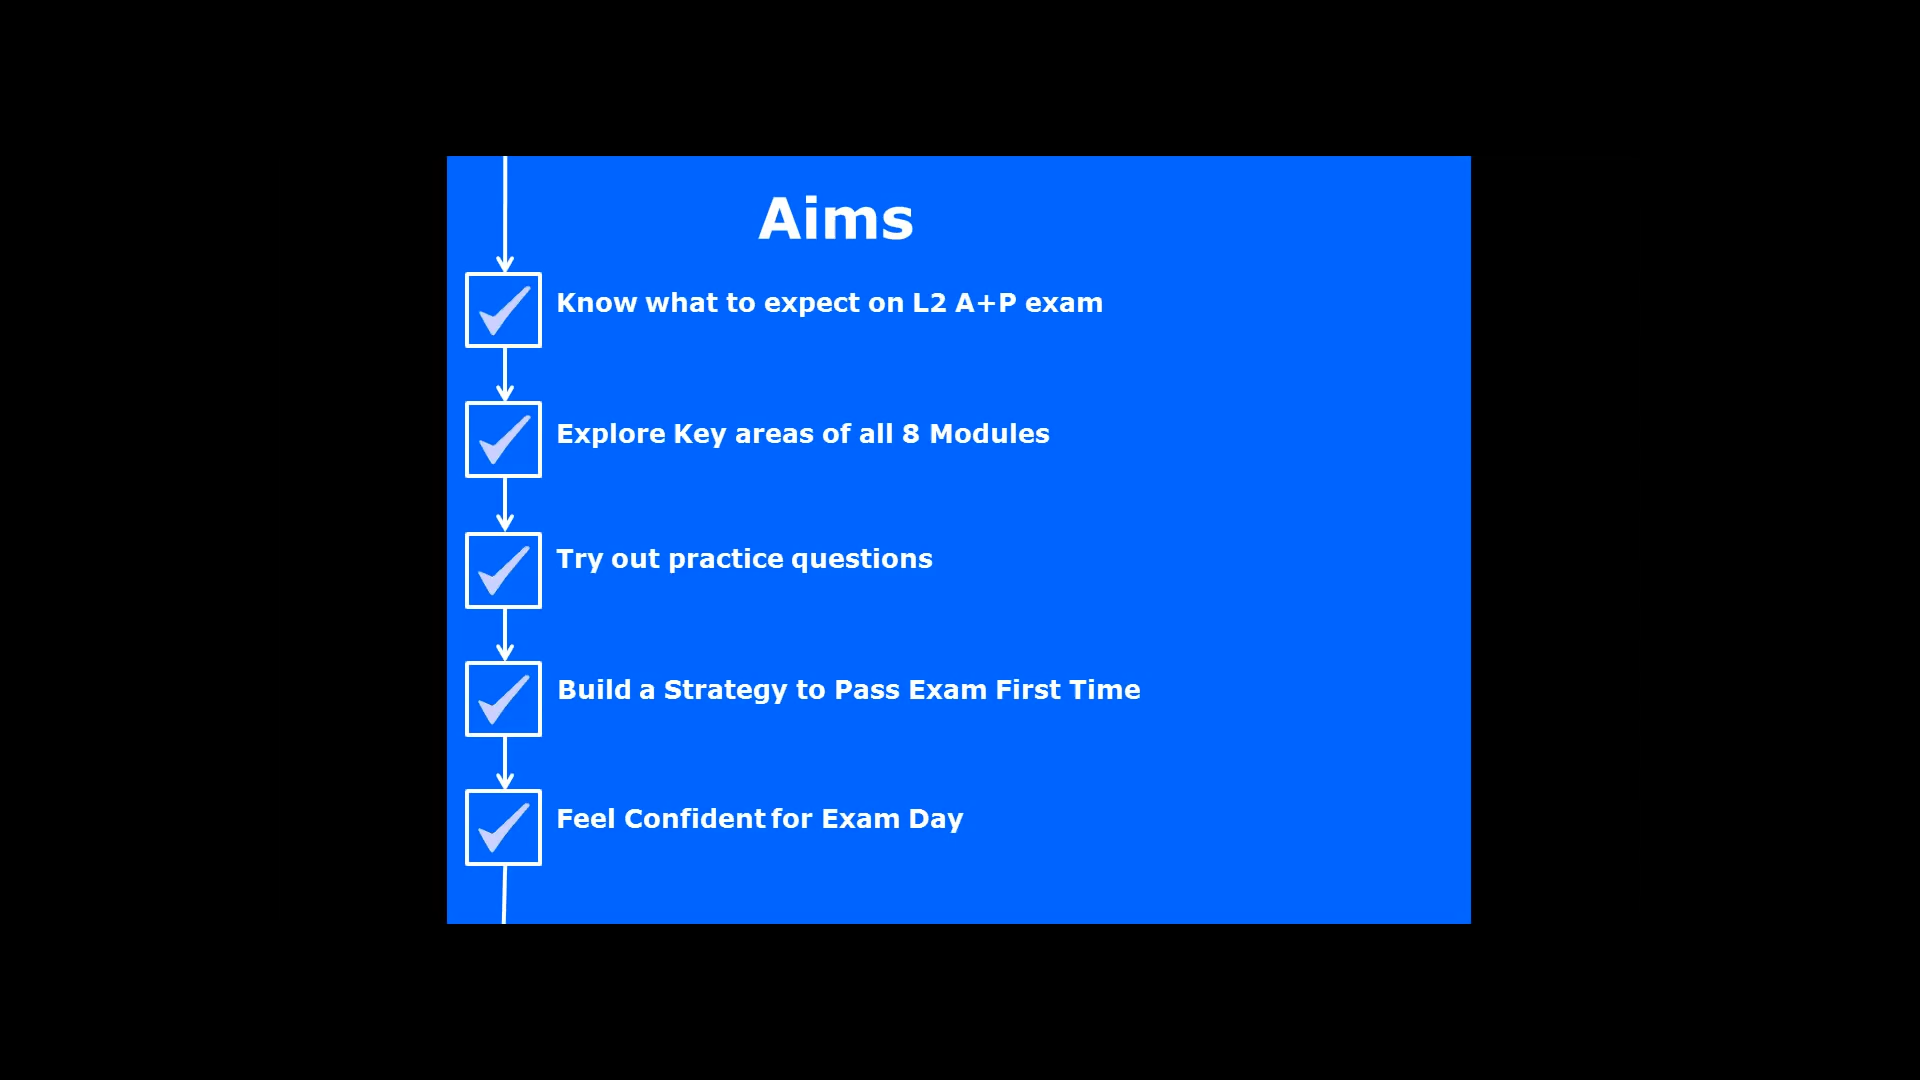 Aims
Know what to expect on L2 A+P exam
Explore Key areas of all 8 Modules
Try out practice questions
Build a Strategy to Pass Exam First Time
Feel Confident for Exam Day